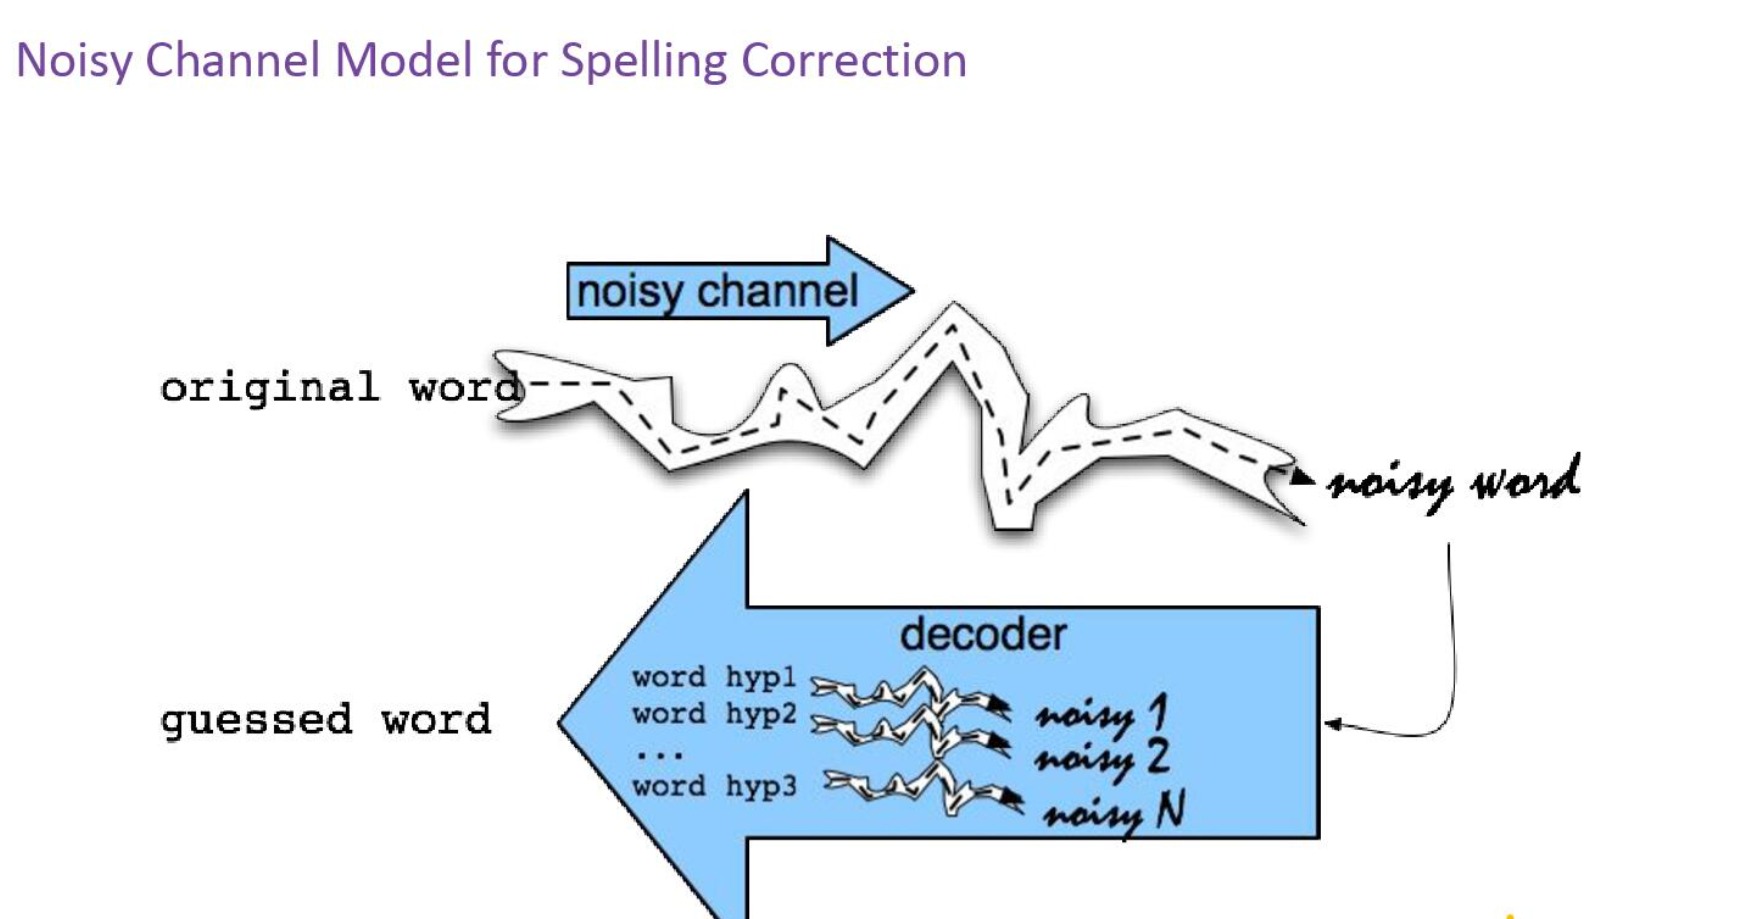 Noisy Channel Model for Spelling Correction
noisy channel
original word
noisy word
decoder
word hyp1
noisy 1
word hyp2
noisy 2
...
word hyp3
noisy N
guessed word